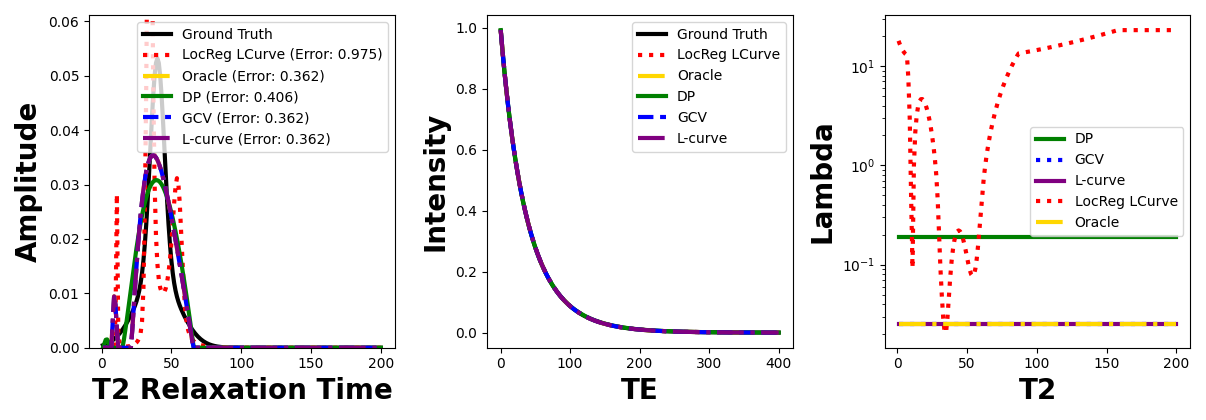 0.06
0.05
0.04
0.03
0.02
0.01
0.00
Amplitude
0
50
100
150
200
T2 Relaxation Time
Ground Truth
LocReg LCurve (Error: 0.975)
Oracle (Error: 0.362)
DP (Error: 0.406)
GCV (Error: 0.362)
L-curve (Error: 0.362)
1.0
0.8
0.6
0.4
0.2
0.0
Intensity
0
100
200
300
400
TE
Ground Truth
LocReg LCurve
Oracle
DP
GCV
L-curve
10¹
10⁰
10⁻¹
Lambda
0
50
100
150
200
T2
DP
GCV
L-curve
LocReg LCurve
Oracle